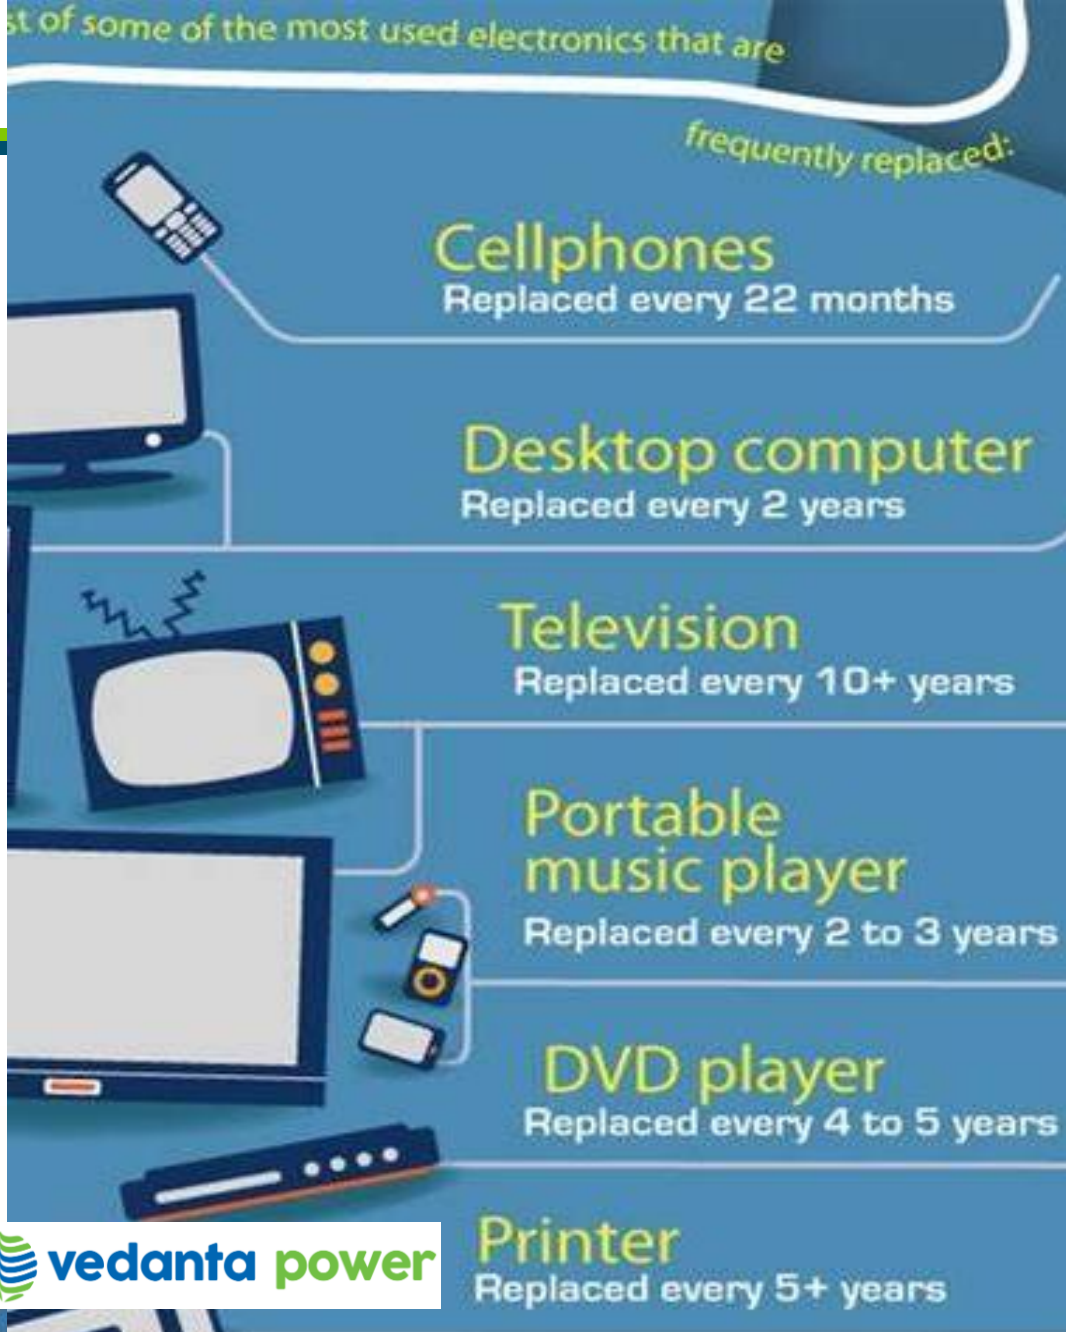 of some of the most used electronics that are
frequently replaced:
Cellphones
Replaced every 22 months
Desktop computer
Replaced every 2 years
Television
Replaced every 10+ years
Portable
music player
Replaced every 2 to 3 years
DVD player
Replaced every 4 to 5 years
Printer
Replaced every 5+ years
vedanta power